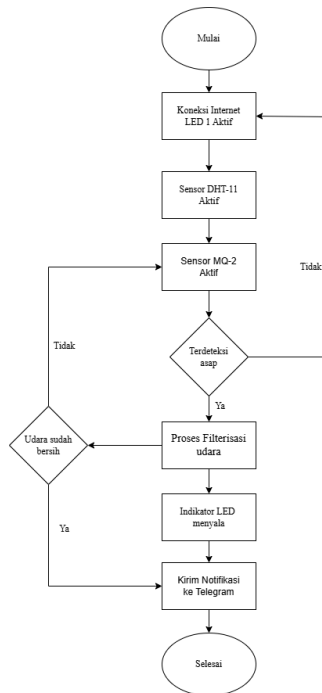 Mulai
Koneksi Internet
LED 1 Aktif
Sensor DHT-11
Aktif
Sensor MQ-2
Aktif
Tidak
Tidak
Terdeteksi
asap
Ya
Udara sudah
bersih
Proses Filterisasi
udara
Indikator LED
menyala
Ya
Kirim Notifikasi
ke Telegram
Selesai